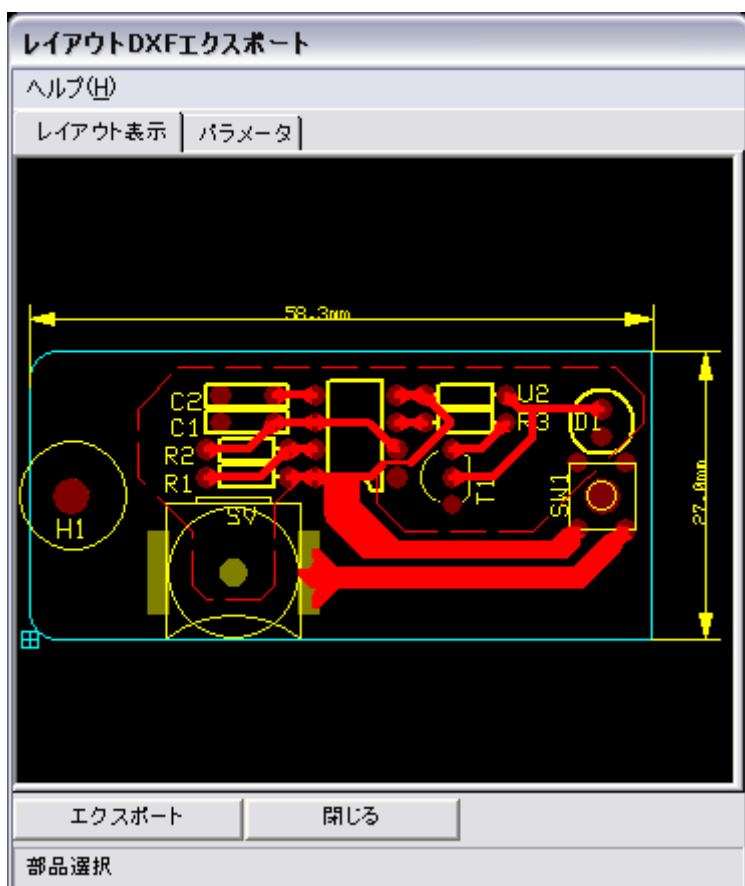 レイアウトDXFエクスポート
ヘルプ(H)
レイアウト表示 パラメータ
58.3mm
C2
U2
C1
R3
D1
R2
R1
T1
SW1
H1
27.0mm
エクスポート 閉じる
部品選択